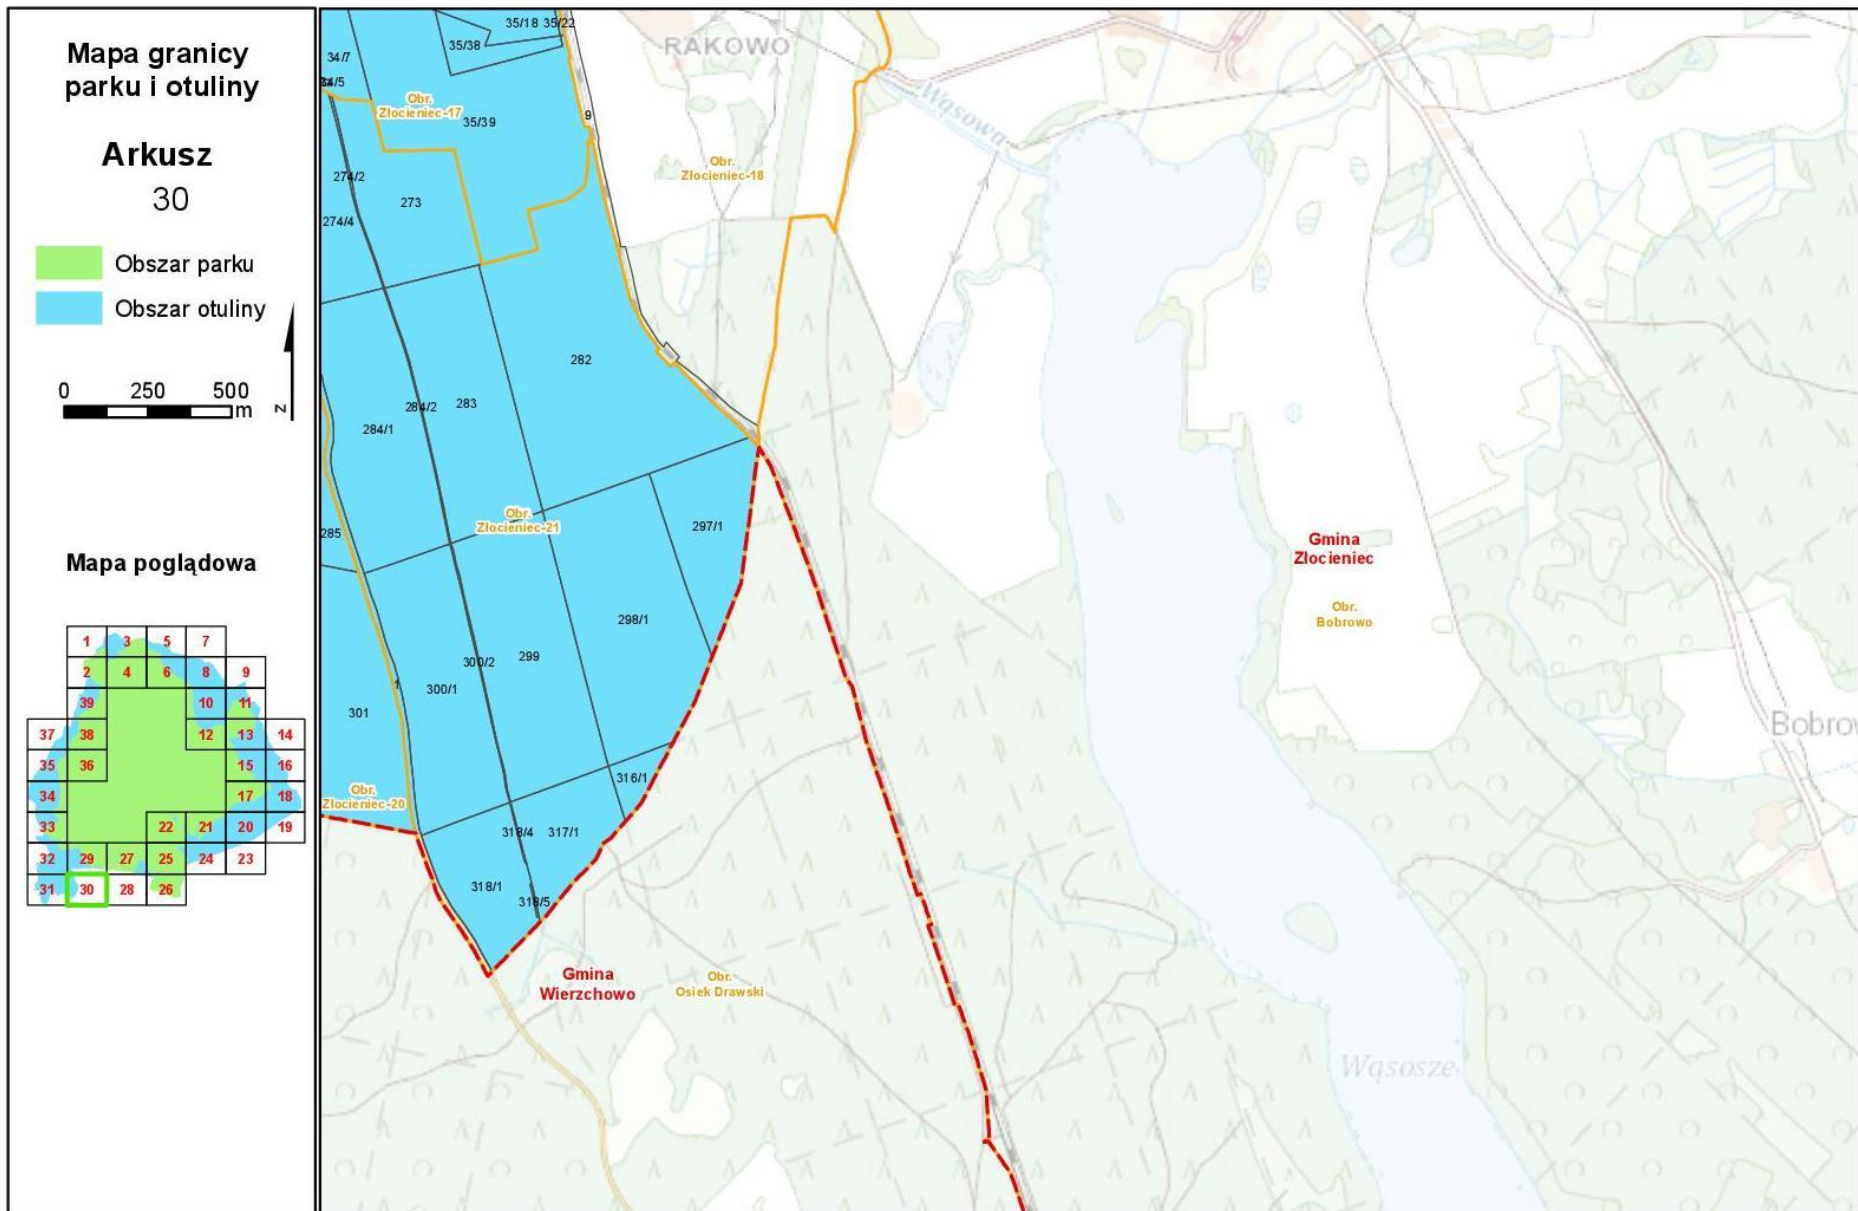 Mapa granicy
parku i otuliny
Arkusz
30
Obszar parku
Obszar otuliny
0 250 500
m
N
Mapa poglądowa
1 3 5 7
2 4 6 8 9
39 10 11
37 38 12 13 14
35 36 15 16
34 17 18
33 22 21 20 19
32 29 27 25 24 23
31 30 28 26
35/18 35/22
35/38
34/7
34/5
Obr.
Złocieniec-17
35/39
9
274/2
273
274/4
282
284/2 283
284/1
285
Obr.
Złocieniec-21
297/1
298/1
299
300/2
300/1
1
301
316/1
Obr.
Złocieniec-20
318/4 317/1
318/1
318/5
RAKOWO
Wąsowa
Obr.
Złocieniec-18
Gmina
Złocieniec
Obr.
Bobrowo
Bobrow
Gmina
Wierzchowo
Obr.
Osiek Drawski
Wąsosze